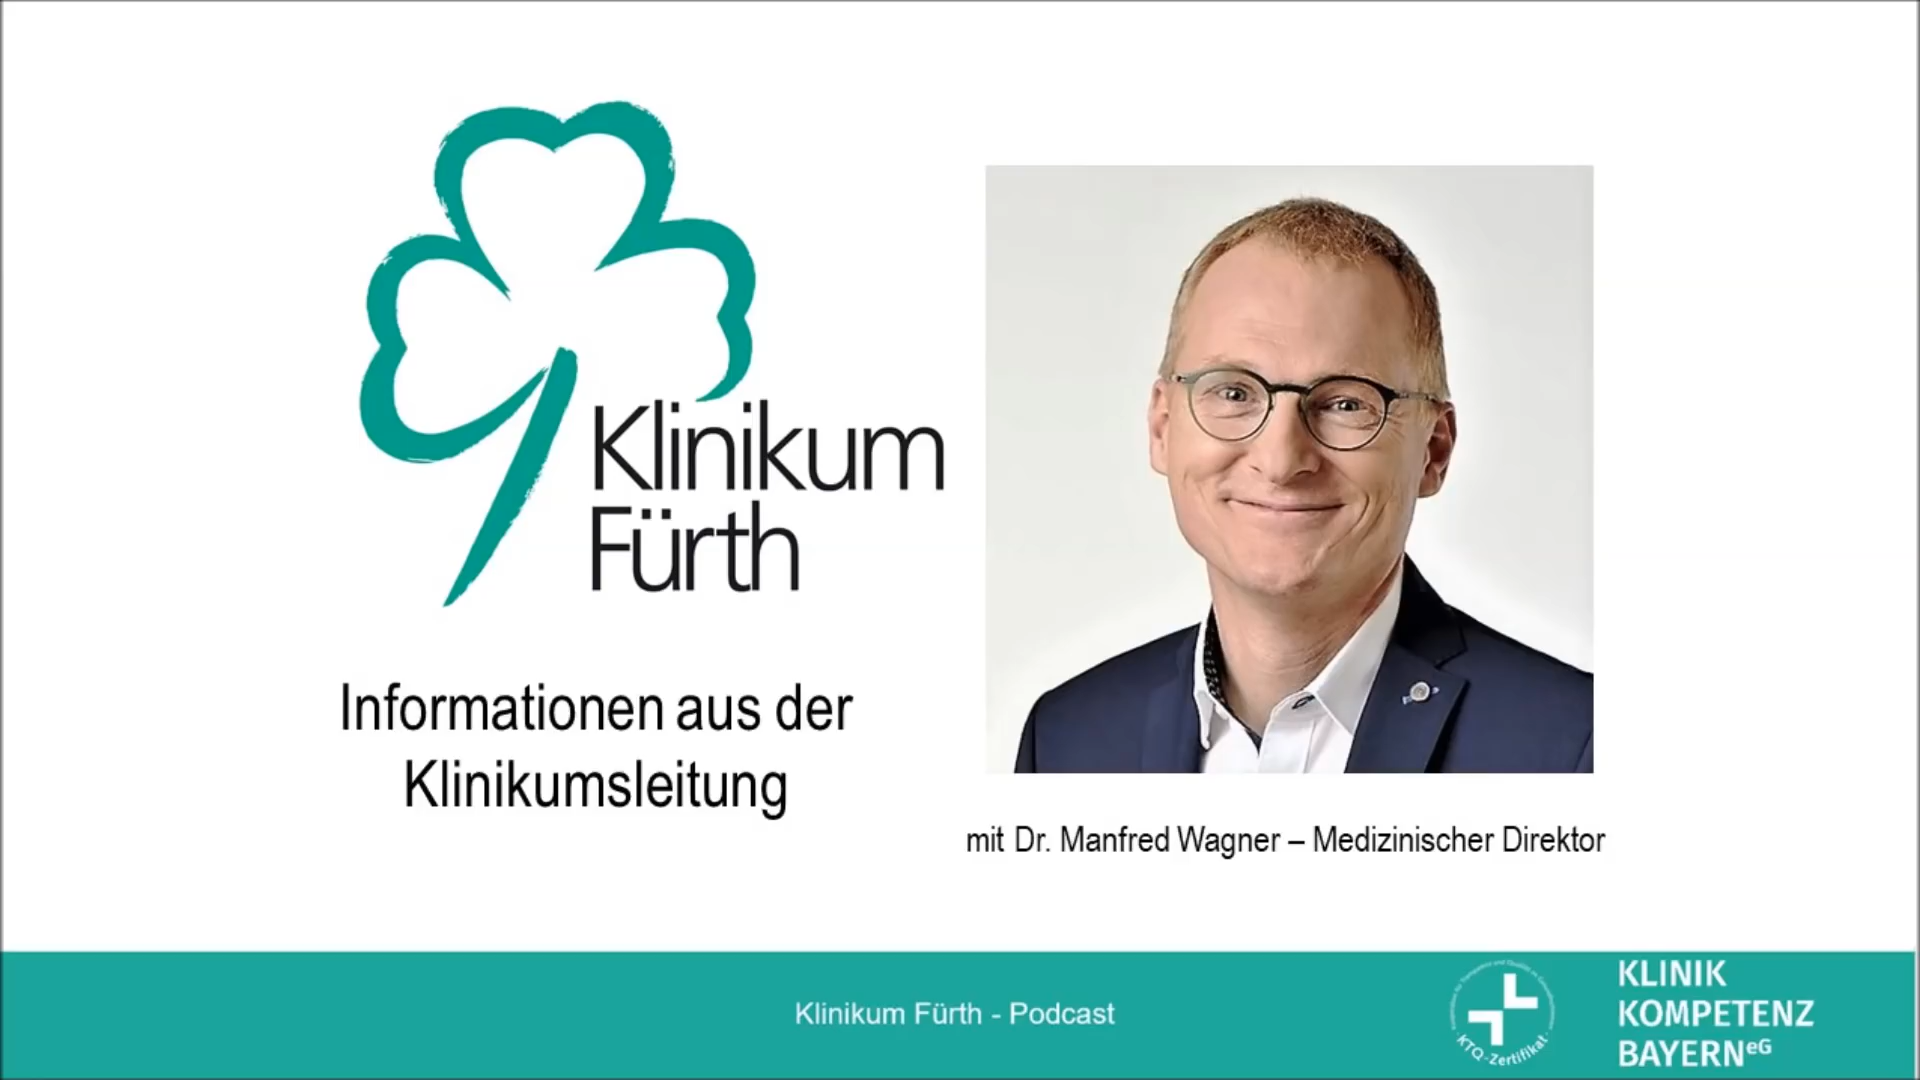 Klinikum
Fürth
Informationen aus der
Klinikumsleitung
mit Dr. Manfred Wagner – Medizinischer Direktor
Klinikum Fürth - Podcast
KTQ-Zertifikat
KLINIK
KOMPETENZ
BAYERNeG